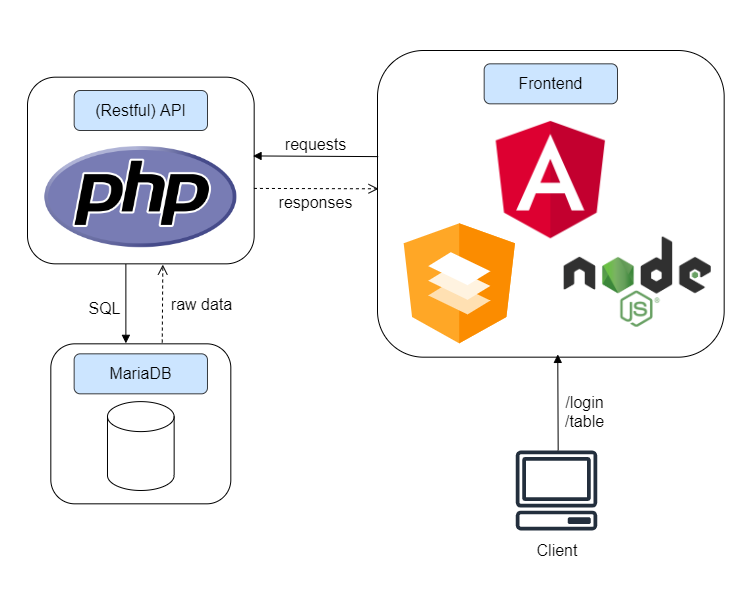 (Restful) API
php
requests
responses
Frontend
A
node
JS
®
SQL
raw data
MariaDB
/login
/table
Client